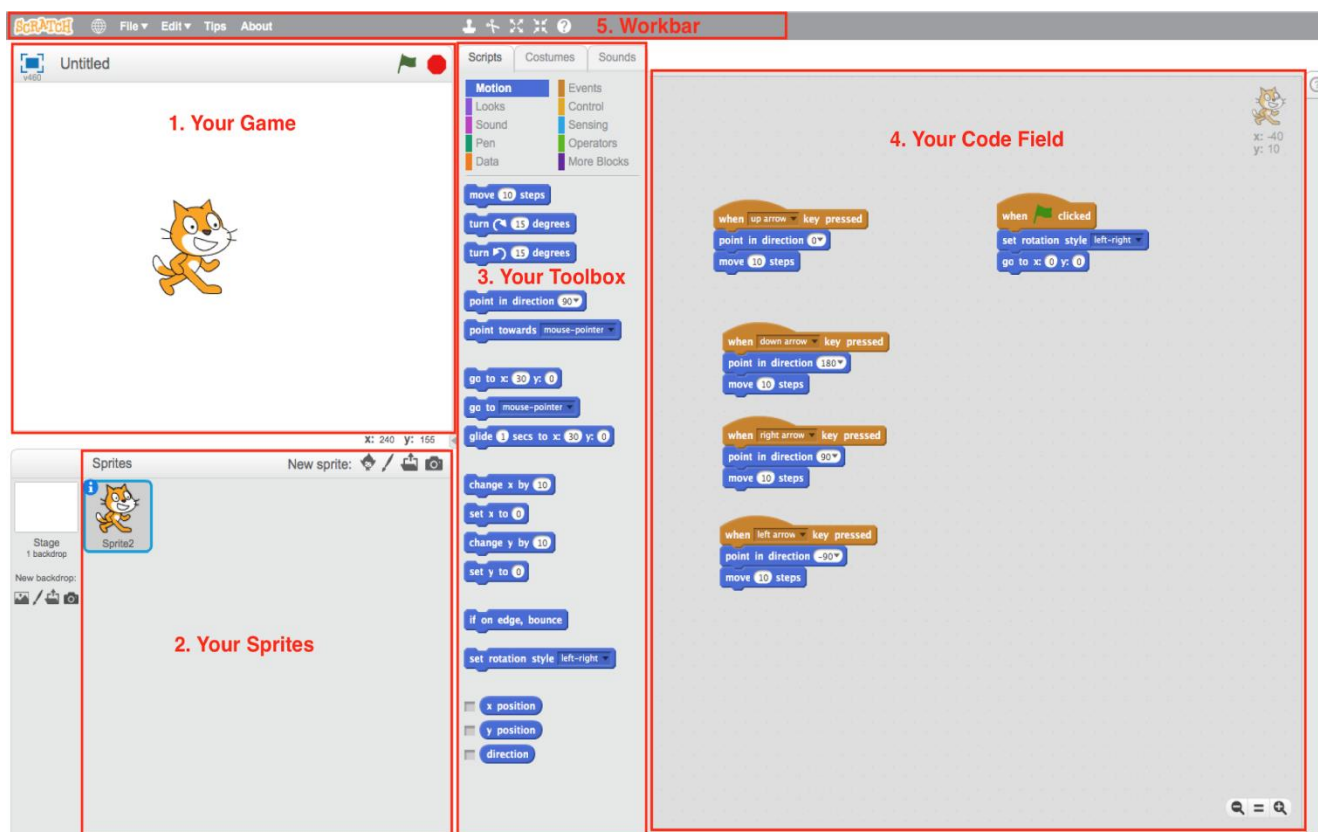 SCRATCH File Edit Tips About 5. Workbar
v460 Untitled
1. Your Game
X: 240 y: 155
Sprites New sprite:
Sprite2
Stage
1 backdrop
New backdrop:
2. Your Sprites
Scripts Costumes Sounds
Motion Events
Looks Control
Sound Sensing
Pen Operators
Data More Blocks
move 10 steps
turn 15 degrees
turn 15 degrees
3. Your Toolbox
point in direction 90
point towards mouse-pointer
go to x: 30 y: 0
go to mouse-pointer
glide 1 secs to x: 30 y: 0
change x by 10
set x to 0
change y by 10
set y to 0
if on edge, bounce
set rotation style left-right
x position
y position
direction
4. Your Code Field
x: -40
y: 10
when up arrow key pressed
point in direction 0
move 10 steps
when clicked
set rotation style left-right
go to x: 0 y: 0
when down arrow key pressed
point in direction 180
move 10 steps
when right arrow key pressed
point in direction 90
move 10 steps
when left arrow key pressed
point in direction -90
move 10 steps